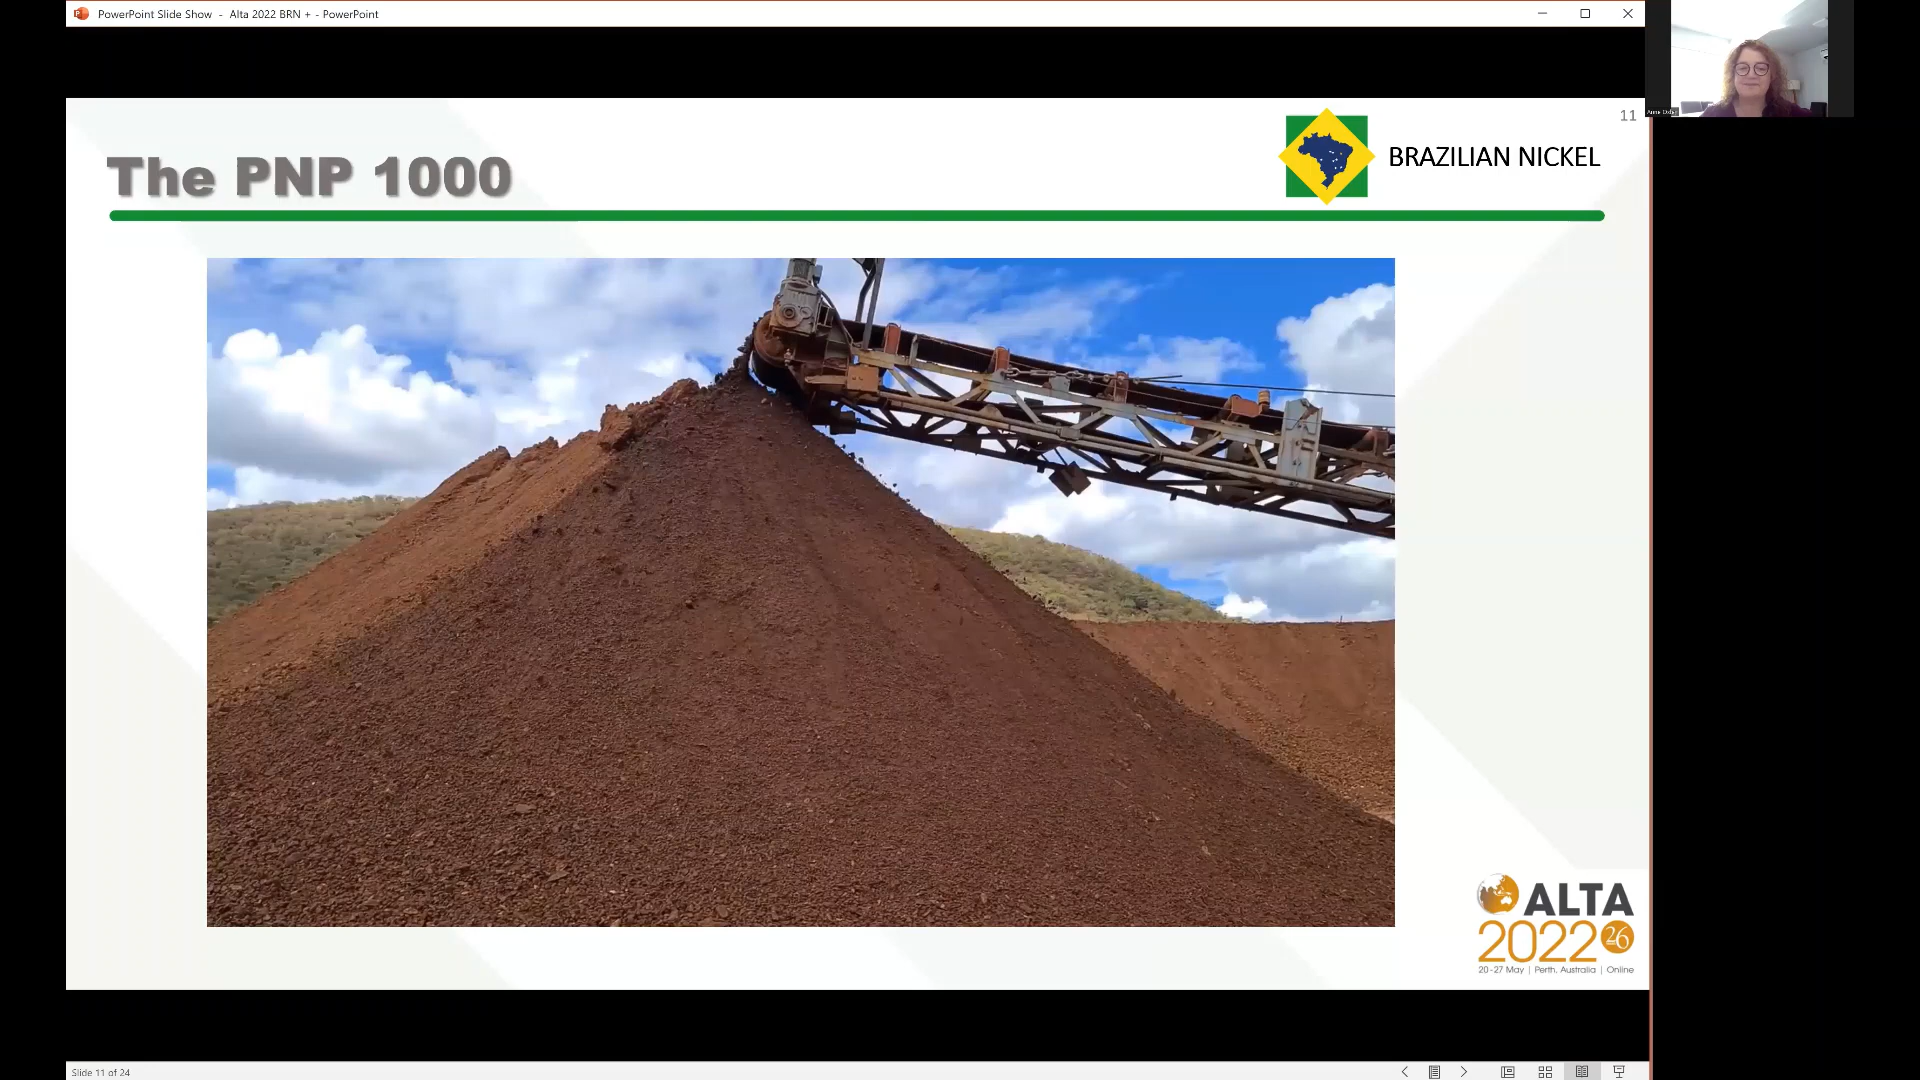 PowerPoint Slide Show - Alta 2022 BRN + - PowerPoint
11
The PNP 1000
BRAZILIAN NICKEL
ALTA
2022 26
20-27 May | Perth, Australia | Online
Slide 11 of 24